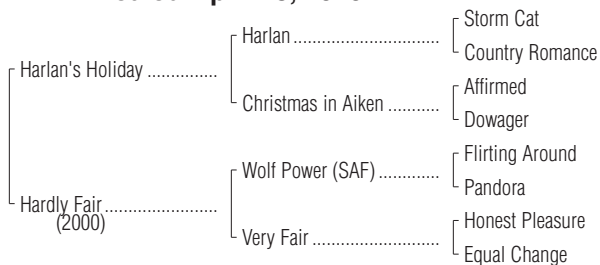 Storm Cat
Harlan
Country Romance
Harlan's Holiday
Affirmed
Christmas in Aiken
Dowager
Flirting Around
Wolf Power (SAF)
Pandora
Hardly Fair
(2000)
Honest Pleasure
Very Fair
Equal Change